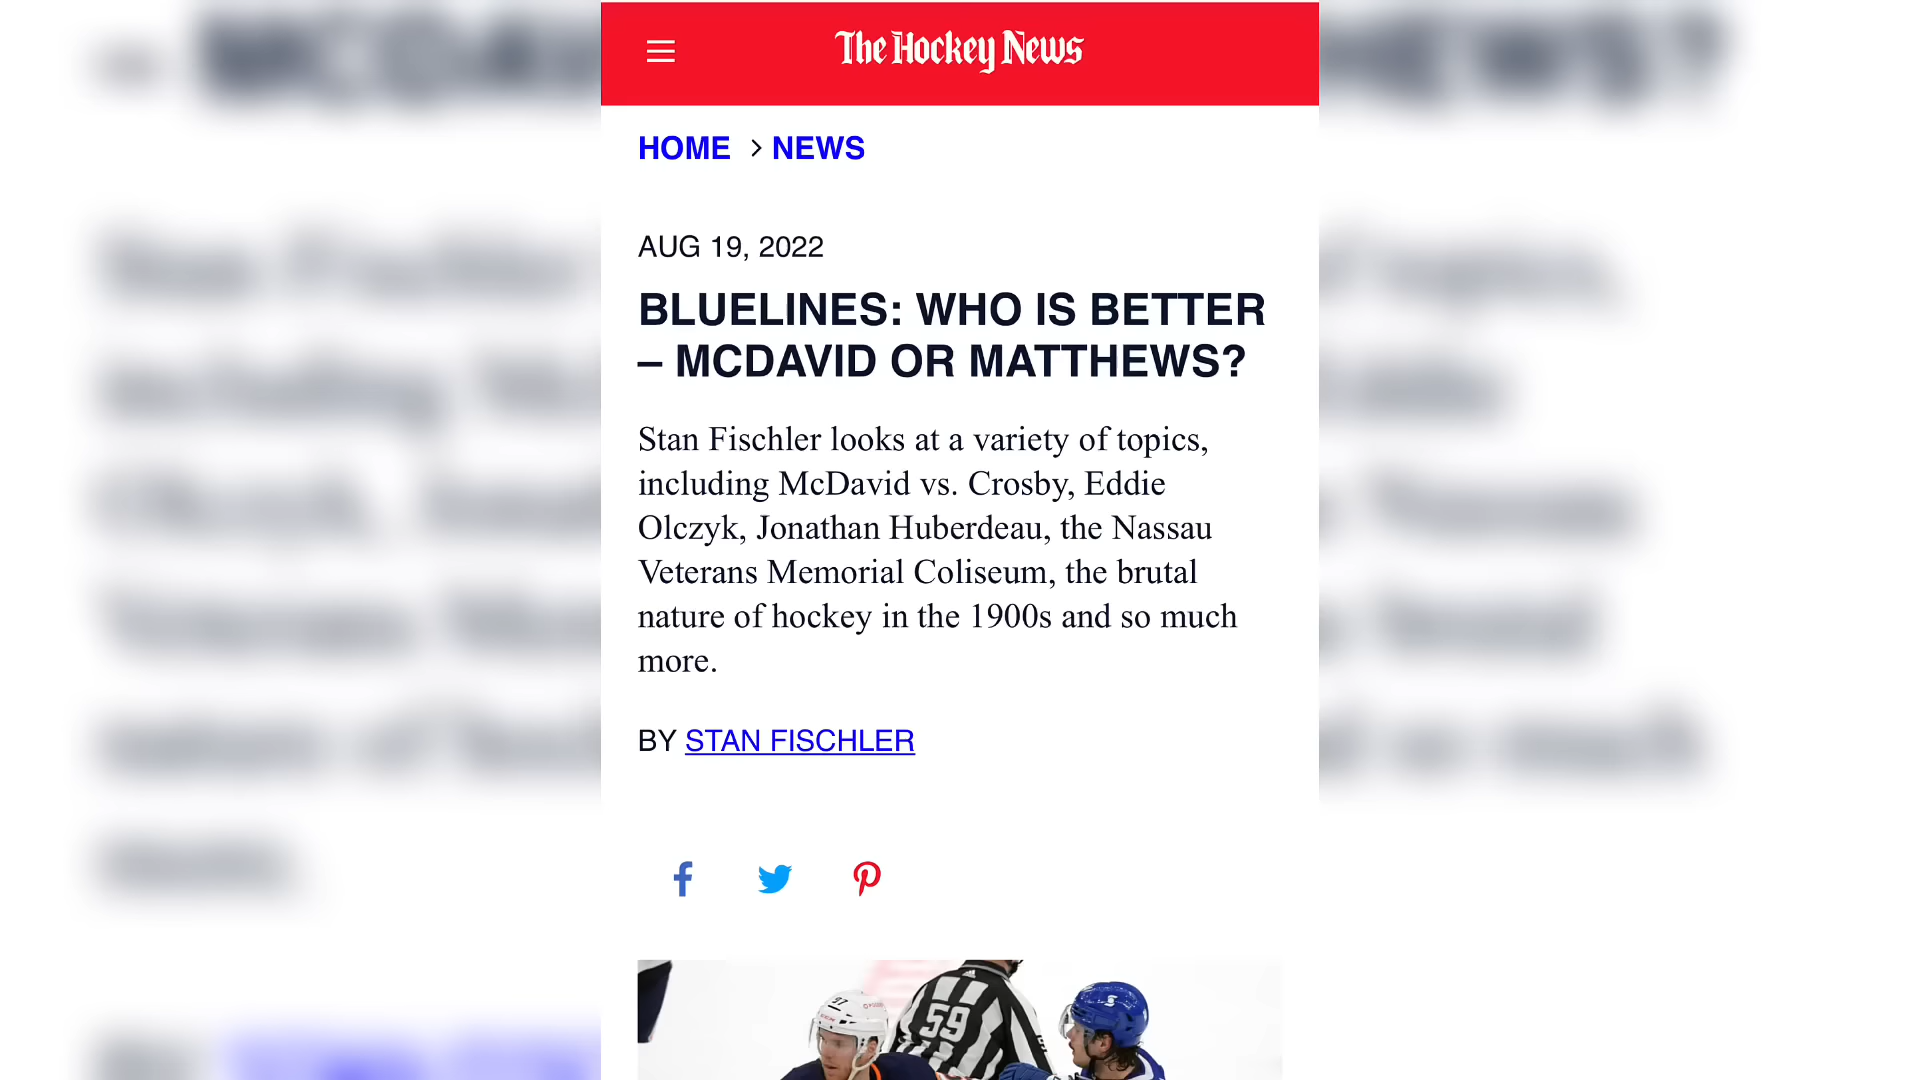 The Hockey News
HOME > NEWS
AUG 19, 2022
BLUELINES: WHO IS BETTER
– MCDAVID OR MATTHEWS?
Stan Fischler looks at a variety of topics,
including McDavid vs. Crosby, Eddie
Olczyk, Jonathan Huberdeau, the Nassau
Veterans Memorial Coliseum, the brutal
nature of hockey in the 1900s and so much
more.
BY STAN FISCHLER
97
59